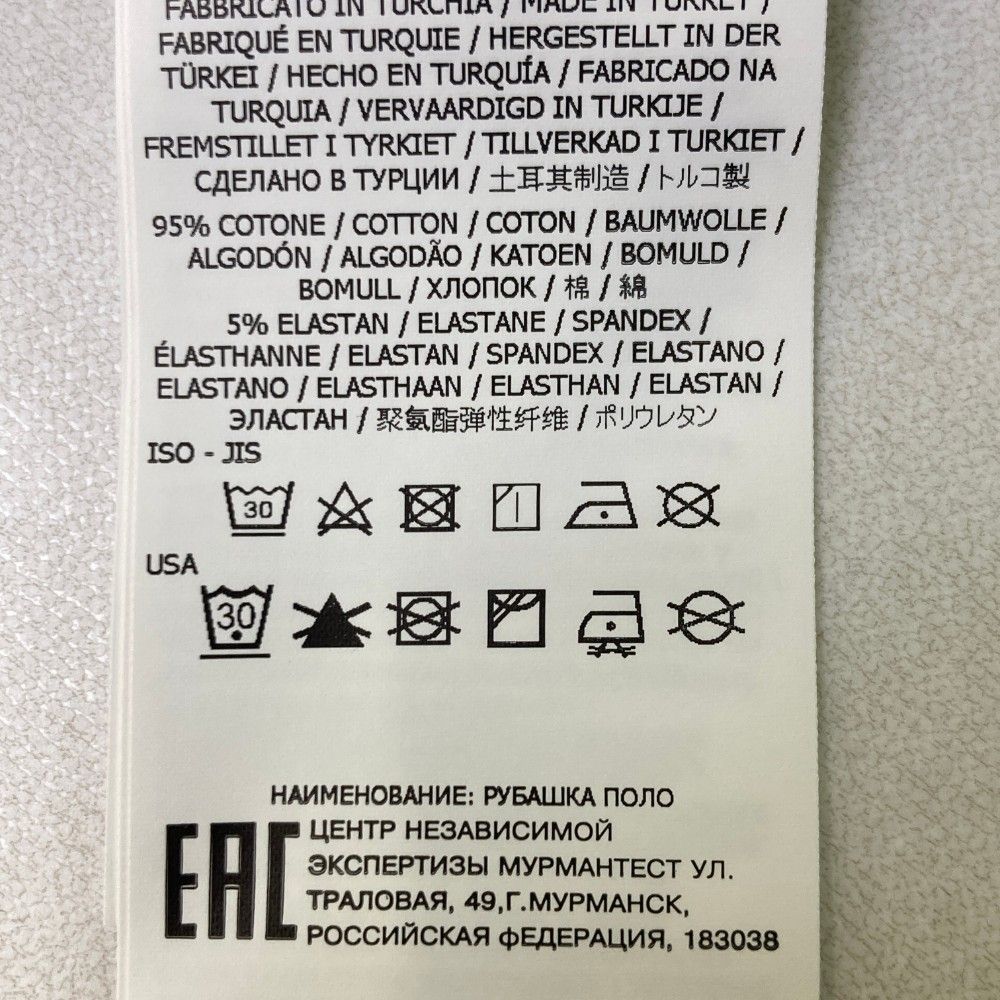 FABBRICATO IN TURCHIA / MADE IN TURKEY /
FABRIQUÉ EN TURQUIE / HERGESTELLT IN DER
TÜRKEI / HECHO EN TURQUÍA / FABRICADO NA
TURQUIA / VERVAARDIGD IN TURKIJE /
FREMSTILLET I TYRKIET / TILLVERKAD I TURKIET /
СДЕЛАНО В ТУРЦИИ / 土耳其制造 / トルコ製
95% COTONE / COTTON / COTON / BAUMWOLLE /
ALGODÓN / ALGODÃO / KATOEN / BOMULD /
BOMULL / ХЛОПОК / 棉 / 綿
5% ELASTAN / ELASTANE / SPANDEX /
ÉLASTHANNE / ELASTAN / SPANDEX / ELASTANO /
ELASTANO / ELASTHAAN / ELASTHAN / ELASTAN /
ЭЛАСТАН / 聚氨酯弹性纤维 / ポリウレタン
ISO - JIS
30
USA
30
НАИМЕНОВАНИЕ: РУБАШКА ПОЛО
EAC
ЦЕНТР НЕЗАВИСИМОЙ
ЭКСПЕРТИЗЫ МУРМАНТЕСТ УЛ.
ТРАЛОВАЯ, 49,Г.МУРМАНСК,
РОССИЙСКАЯ фЕДЕРАЦИЯ, 183038